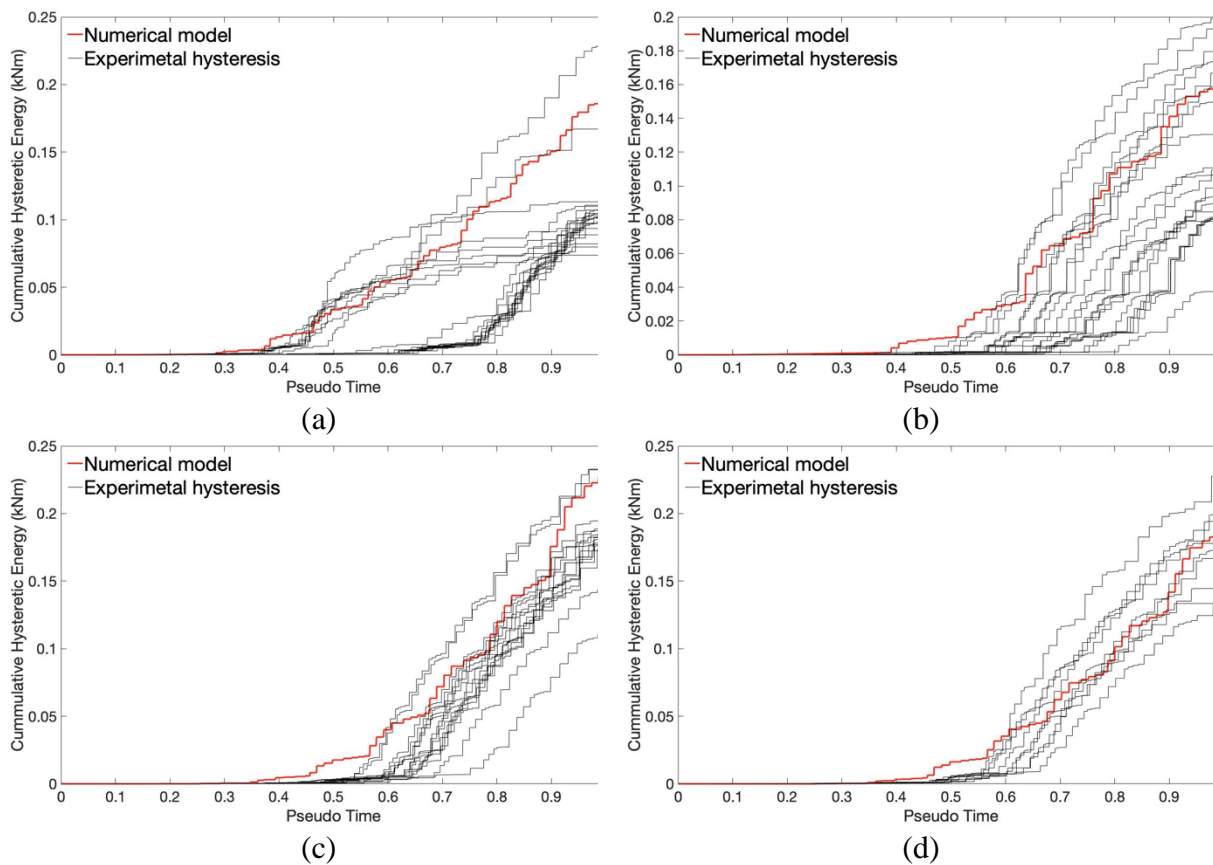 0.25
Numerical model
Experimetal hysteresis
0.2
0.15
0.1
0.05
0
Cummulative Hysteretic Energy (kNm)
0 0.1 0.2 0.3 0.4 0.5 0.6 0.7 0.8 0.9
Pseudo Time
(a)
0.2
Numerical model
0.18
Experimetal hysteresis
0.16
0.14
0.12
0.1
0.08
0.06
0.04
0.02
0
Cummulative Hysteretic Energy (kNm)
0 0.1 0.2 0.3 0.4 0.5 0.6 0.7 0.8 0.9
Pseudo Time
(b)
0.25
Numerical model
Experimetal hysteresis
0.2
0.15
0.1
0.05
0
Cummulative Hysteretic Energy (kNm)
0 0.1 0.2 0.3 0.4 0.5 0.6 0.7 0.8 0.9
Pseudo Time
(c)
0.25
Numerical model
Experimetal hysteresis
0.2
0.15
0.1
0.05
0
Cummulative Hysteretic Energy (kNm)
0 0.1 0.2 0.3 0.4 0.5 0.6 0.7 0.8 0.9
Pseudo Time
(d)